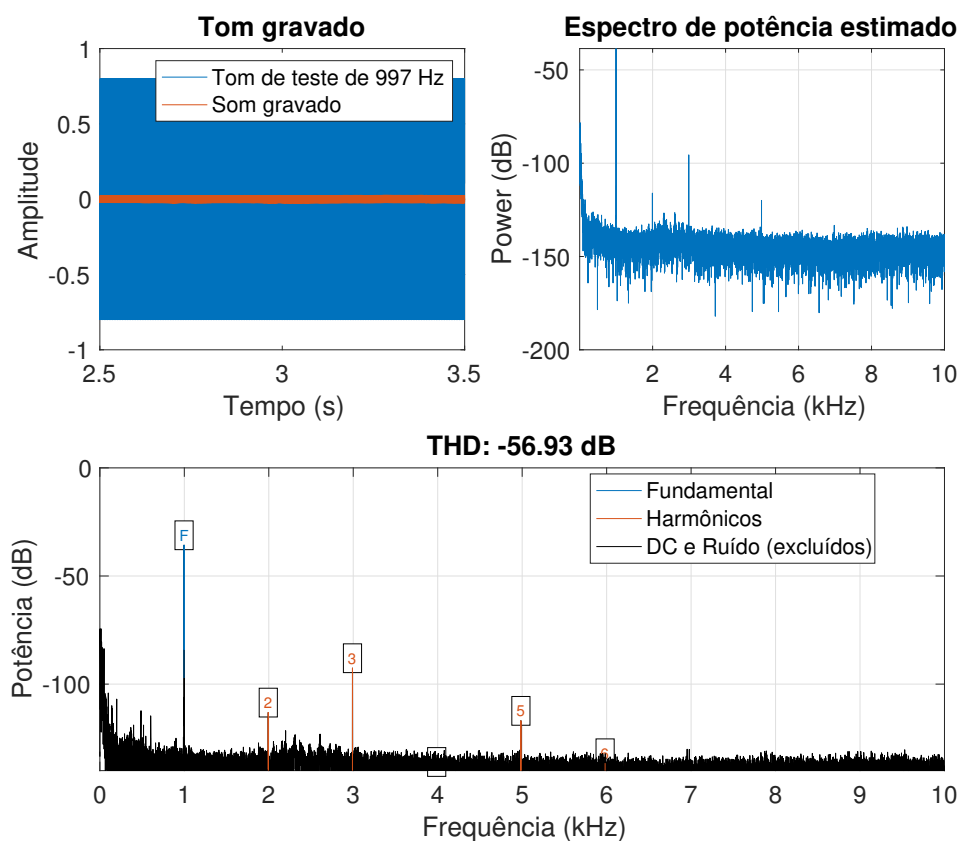 Tom gravado
1
0.5
0
-0.5
-1
Amplitude
Tom de teste de 997 Hz
Som gravado
2.5
3
3.5
Tempo (s)
Espectro de potência estimado
-50
-100
-150
-200
Power (dB)
2
4
6
8
10
Frequência (kHz)
THD: -56.93 dB
0
-50
-100
Potência (dB)
Fundamental
Harmônicos
DC e Ruído (excluídos)
F
2
3
5
6
0
1
2
3
4
5
6
7
8
9
10
Frequência (kHz)